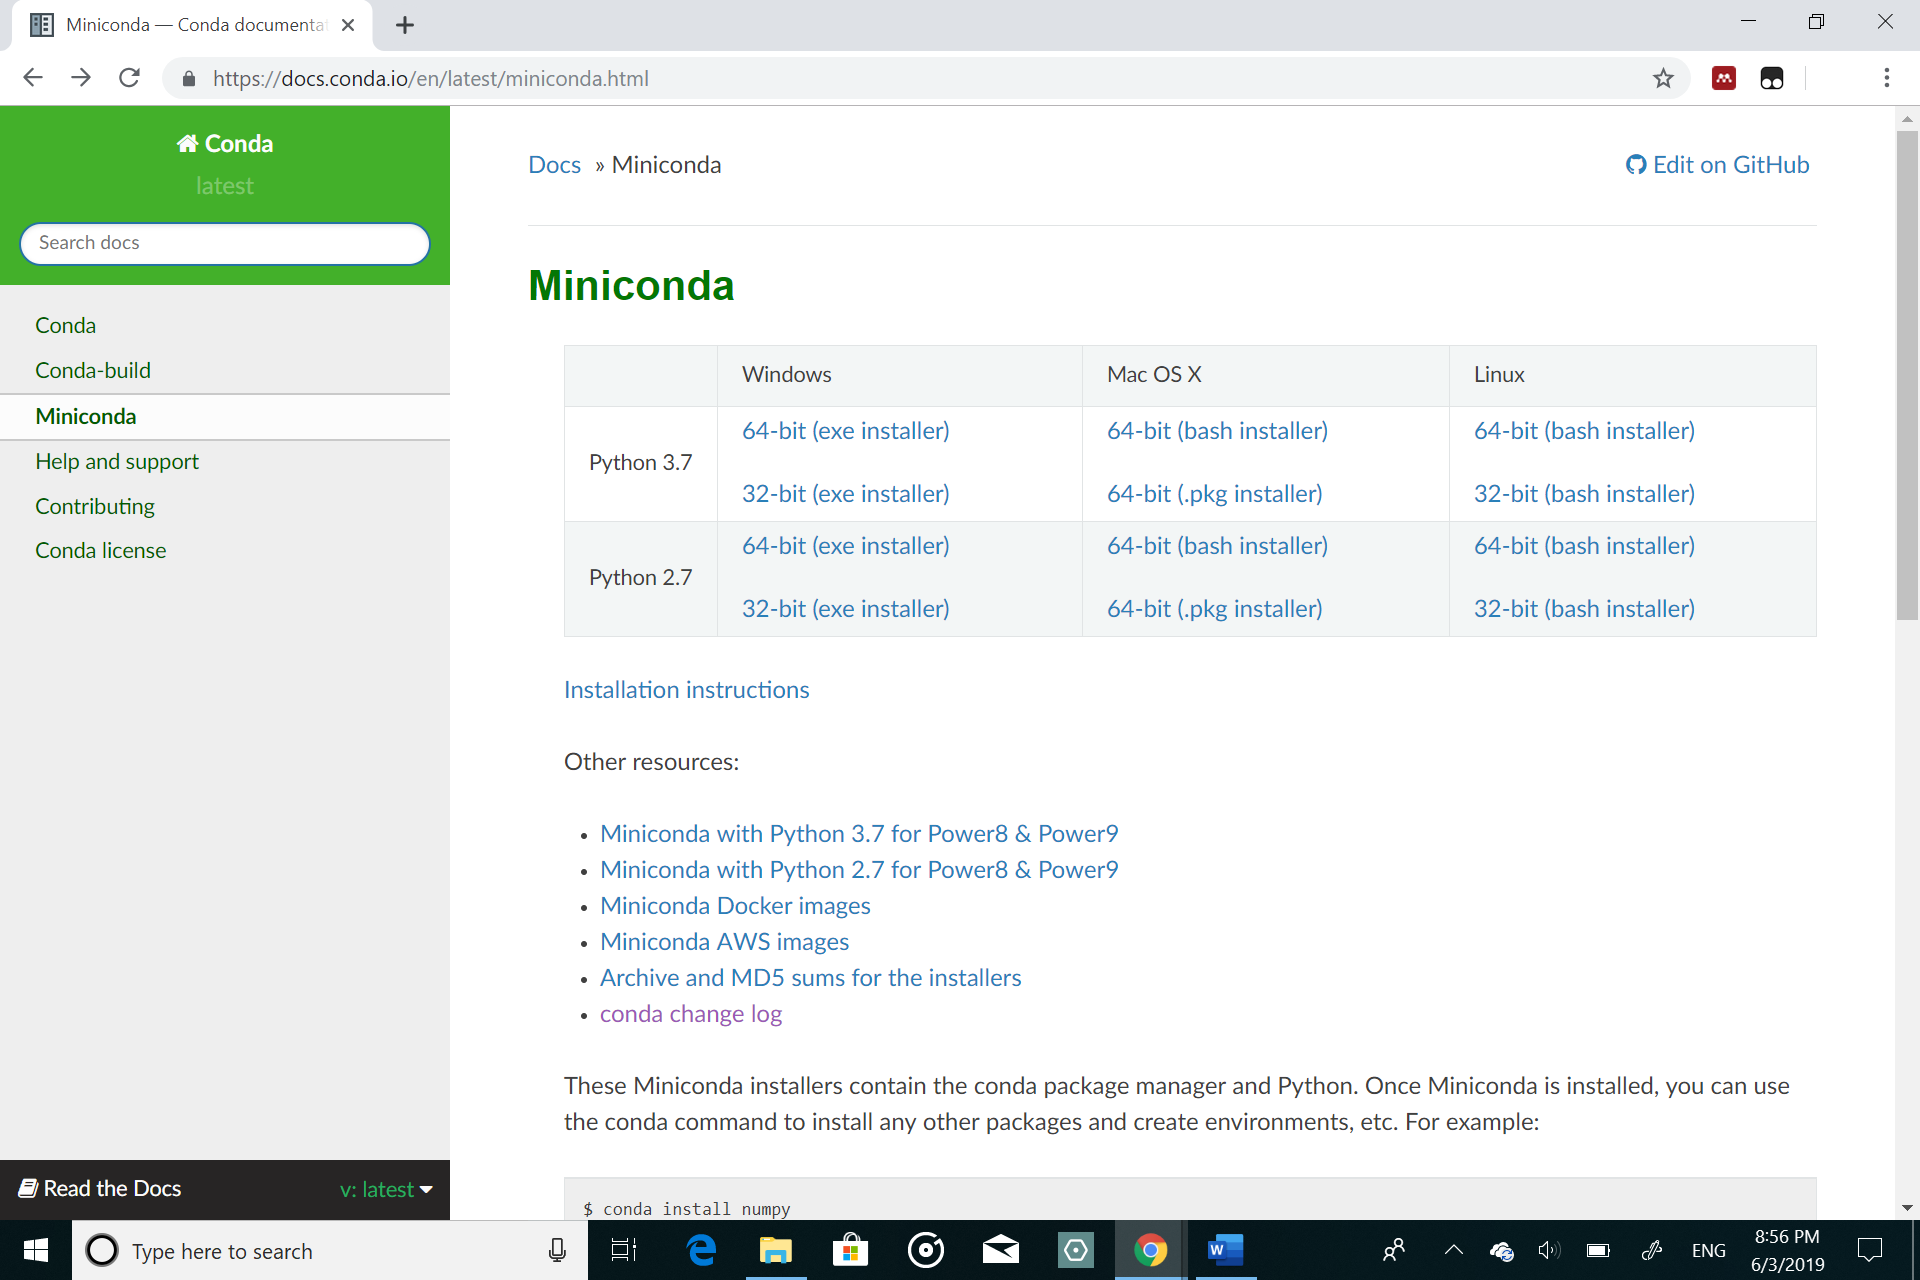 Miniconda — Conda documentat
https://docs.conda.io/en/latest/miniconda.html
Conda
latest
Search docs
Conda
Conda-build
Miniconda
Help and support
Contributing
Conda license
Read the Docs
v: latest
Docs » Miniconda
Edit on GitHub
Miniconda
Windows Mac OS X Linux
Python 3.7
64-bit (exe installer) 64-bit (bash installer) 64-bit (bash installer)
32-bit (exe installer) 64-bit (.pkg installer) 32-bit (bash installer)
Python 2.7
64-bit (exe installer) 64-bit (bash installer) 64-bit (bash installer)
32-bit (exe installer) 64-bit (.pkg installer) 32-bit (bash installer)
Installation instructions
Other resources:
• Miniconda with Python 3.7 for Power8 & Power9
• Miniconda with Python 2.7 for Power8 & Power9
• Miniconda Docker images
• Miniconda AWS images
• Archive and MD5 sums for the installers
• conda change log
These Miniconda installers contain the conda package manager and Python. Once Miniconda is installed, you can use
the conda command to install any other packages and create environments, etc. For example:
$ conda install numpy
Type here to search
W
ENG
8:56 PM
6/3/2019